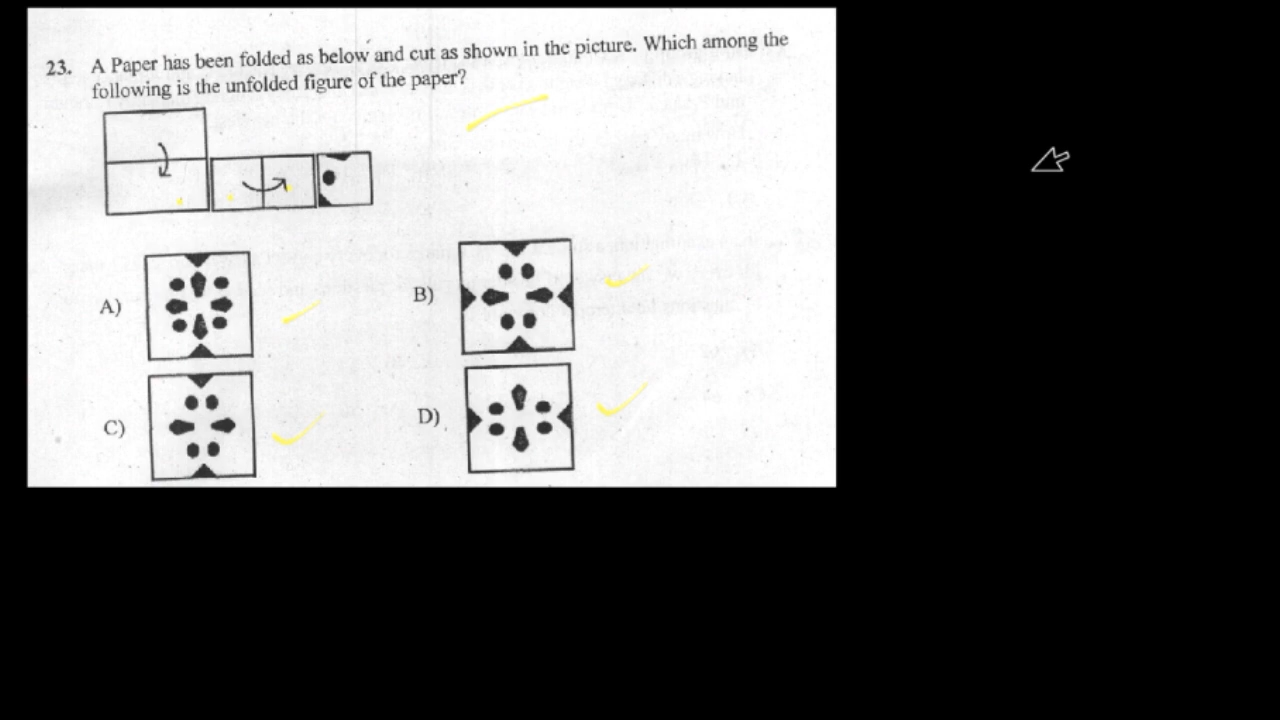 23. A Paper has been folded as below and cut as shown in the picture. Which among the
following is the unfolded figure of the paper?
A)
B)
C)
D)